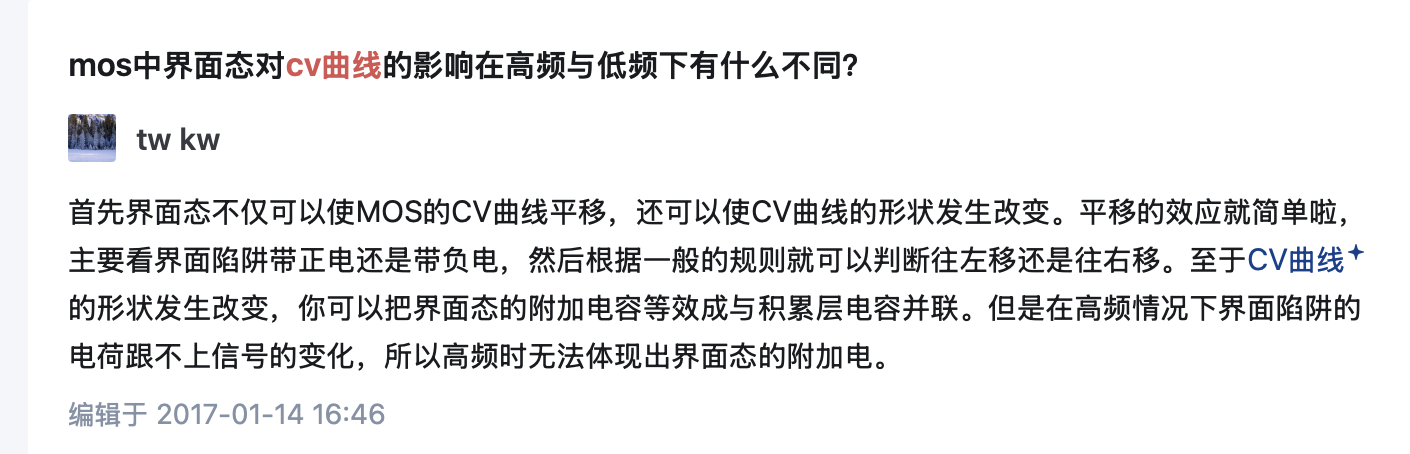 mos中界面态对cv曲线的影响在高频与低频下有什么不同?
tw kw
首先界面态不仅可以使MOS的CV曲线平移，还可以使CV曲线的形状发生改变。平移的效应就简单啦，
主要看界面陷阱带正电还是带负电，然后根据一般的规则就可以判断往左移还是往右移。至于CV曲线
的形状发生改变，你可以把界面态的附加电容等效成与积累层电容并联。但是在高频情况下界面陷阱的
电荷跟不上信号的变化，所以高频时无法体现出界面态的附加电。
编辑于 2017-01-14 16:46